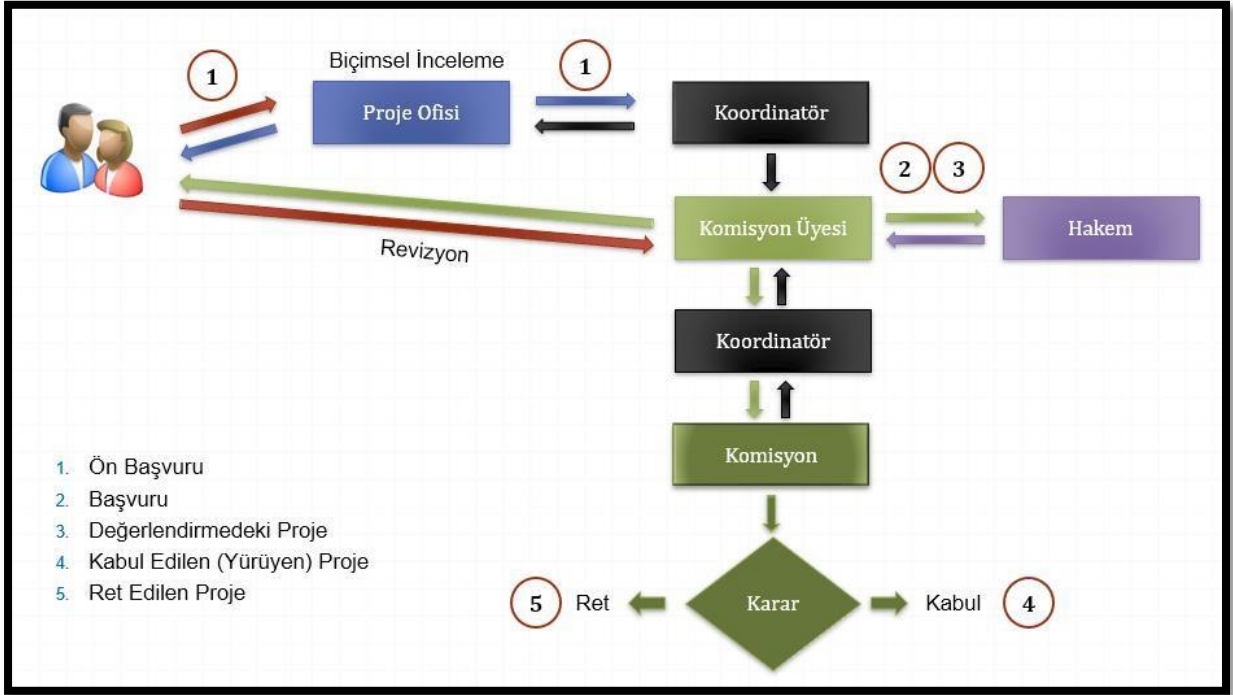 Biçimsel İnceleme
1
1
Proje Ofisi
Koordinatör
2 3
Komisyon Üyesi
Hakem
Revizyon
Koordinatör
Komisyon
1. Ön Başvuru
2. Başvuru
3. Değerlendirmedeki Proje
4. Kabul Edilen (Yürüyen) Proje
5. Ret Edilen Proje
5 Ret
Karar
Kabul 4